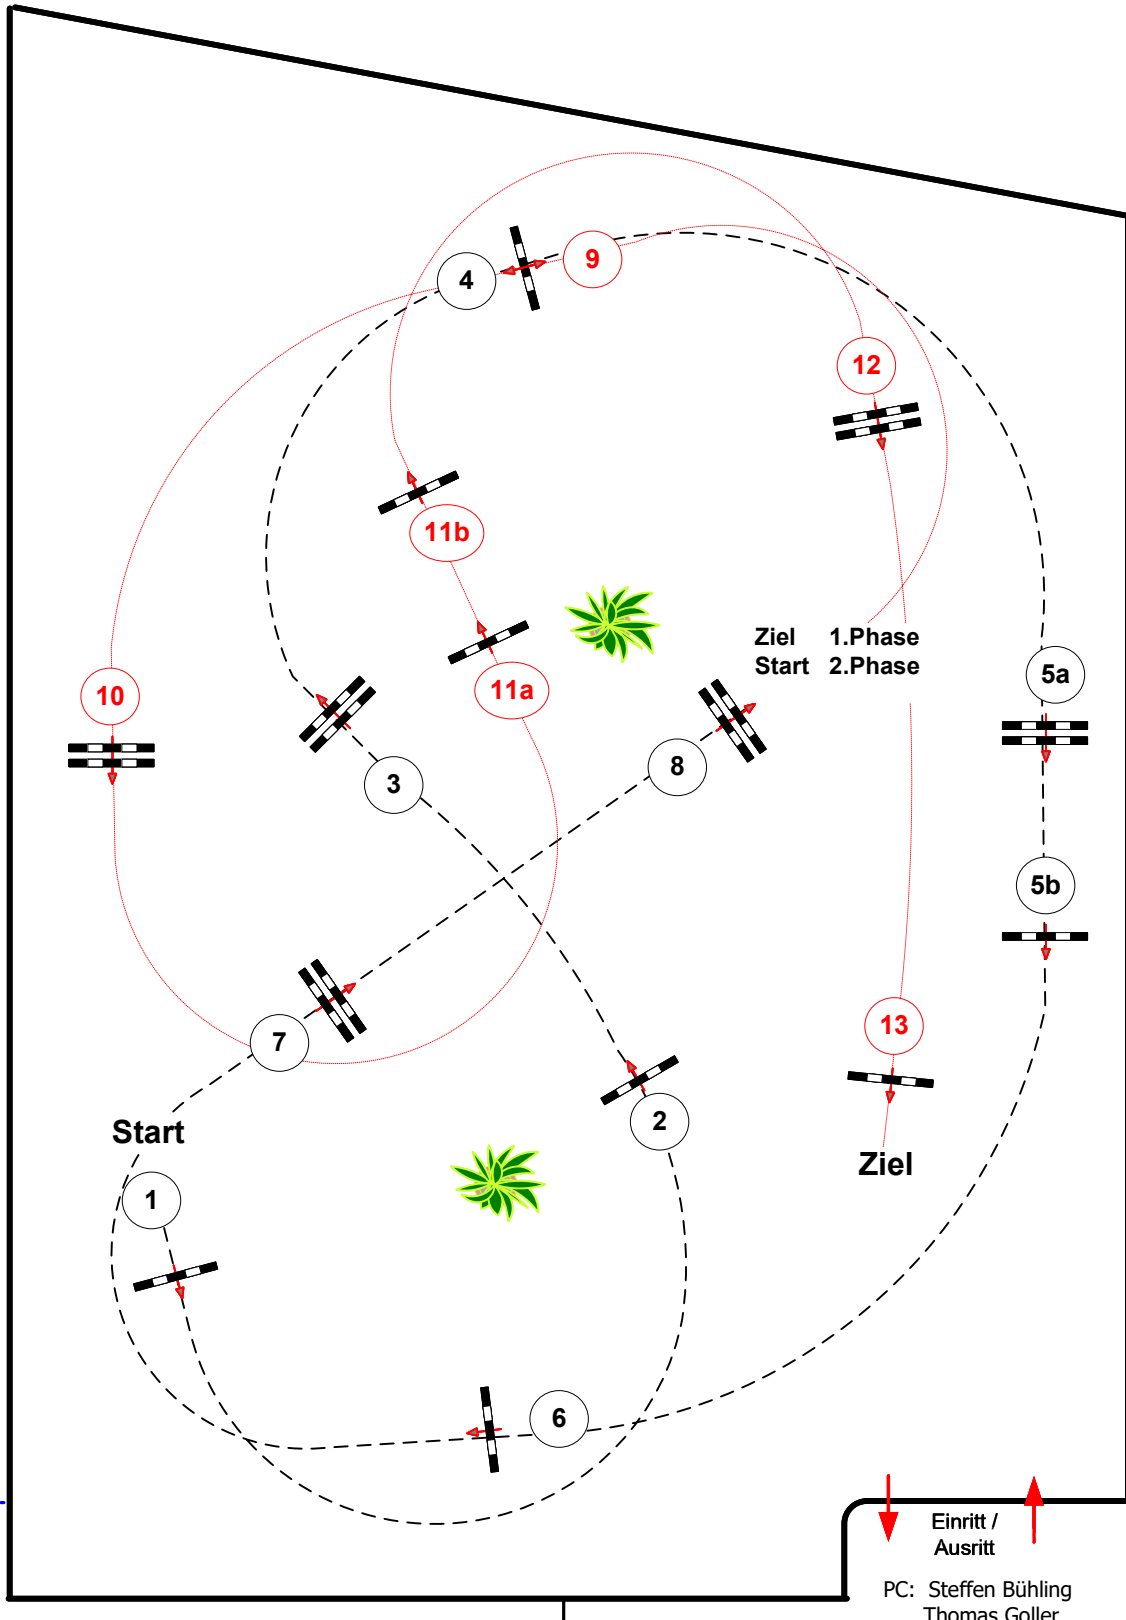 4
9
12
11b
Ziel 1.Phase
Start 2.Phase
5a
10
11a
3
8
5b
7
13
Start
2
Ziel
1
6
Einritt /
Ausritt
PC: Steffen Bühling
Thomas Goller